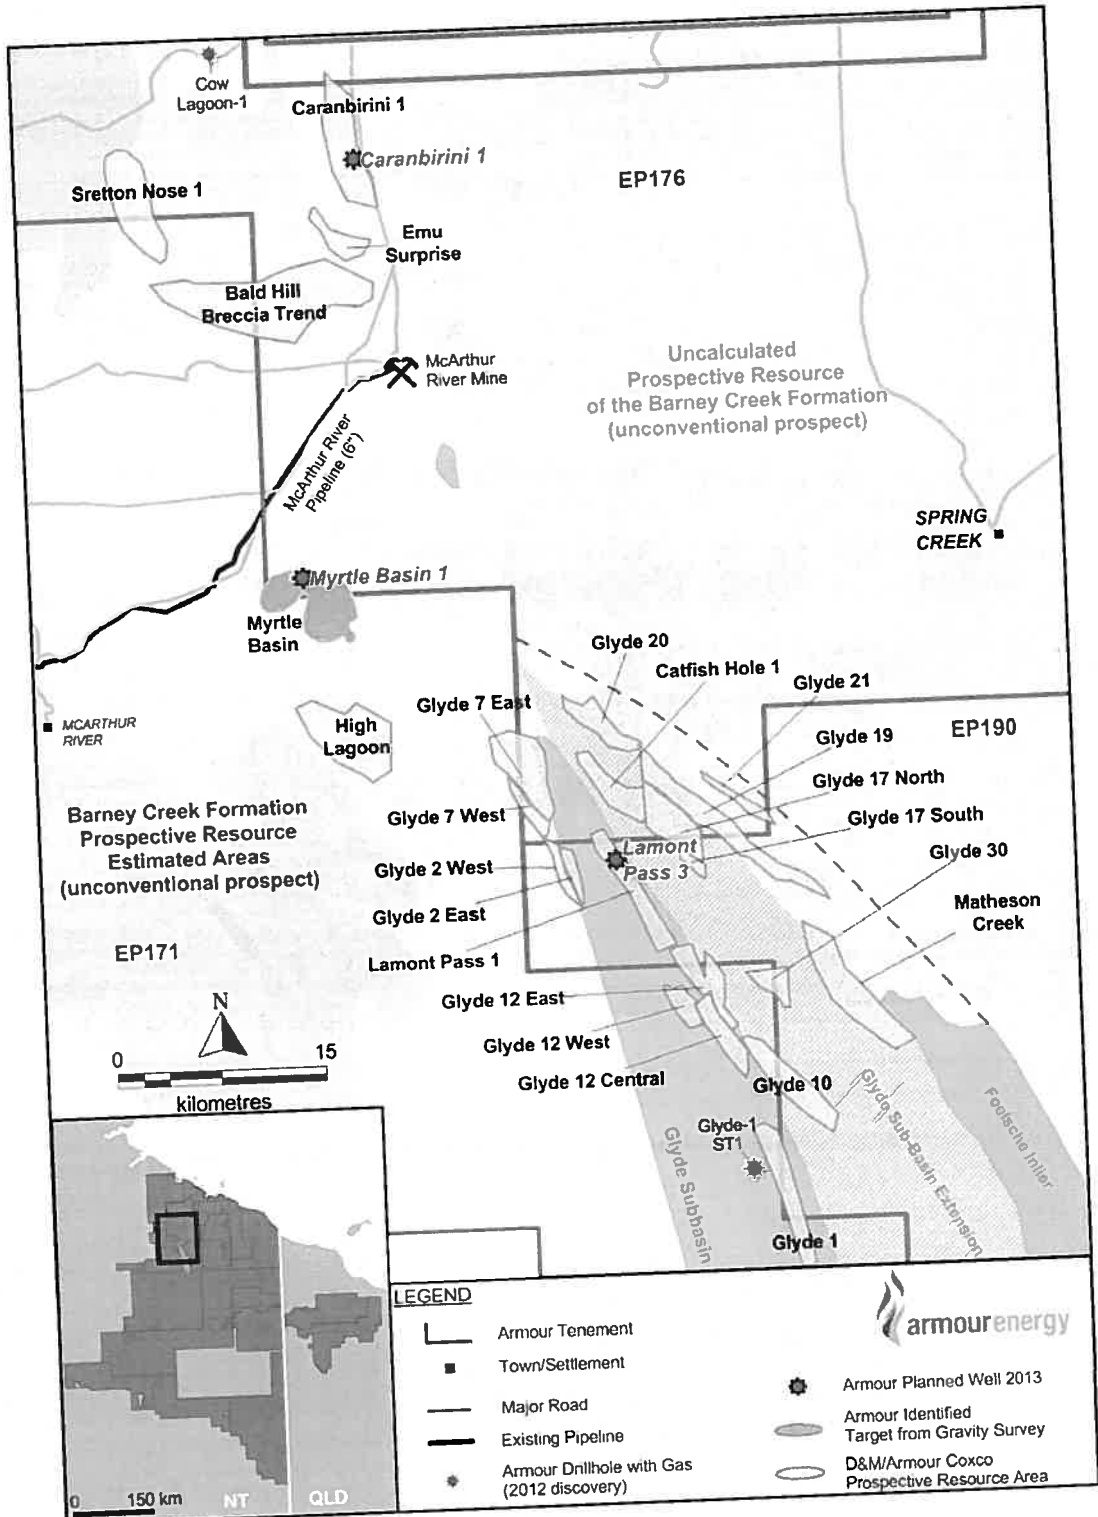 Cow
Lagoon-1
Caranbirini 1
Caranbirini 1
EP176
Sretton Nose 1
Emu
Surprise
Bald Hill
Breccia Trend
McArthur
River Mine
Uncalculated
Prospective Resource
of the Barney Creek Formation
(unconventional prospect)
McArthur River
Pipeline (6")
SPRING
CREEK
Myrtle Basin 1
Myrtle
Basin
Glyde 20
Catfish Hole 1
Glyde 21
Glyde 7 East
MCARTHUR
RIVER
High
Lagoon
EP190
Glyde 19
Glyde 17 North
Glyde 17 South
Barney Creek Formation
Prospective Resource
Estimated Areas
(unconventional prospect)
Glyde 7 West
Lamont
Pass 3
Glyde 30
Glyde 2 West
Glyde 2 East
Matheson
Creek
EP171
Lamont Pass 1
Glyde 12 East
Glyde 12 West
Glyde 12 Central
N
0 15
kilometres
Glyde 10
Glyde-1
ST1
Glyde Subbasin
Glyde Sub-Basin Extension
Foelsche Inlier
Glyde 1
0 150 km
NT
QLD
LEGEND
Armour Tenement
Town/Settlement
Major Road
Existing Pipeline
Armour Drillhole with Gas
(2012 discovery)
armourenergy
Armour Planned Well 2013
Armour Identified
Target from Gravity Survey
D&M/Armour Coxco
Prospective Resource Area